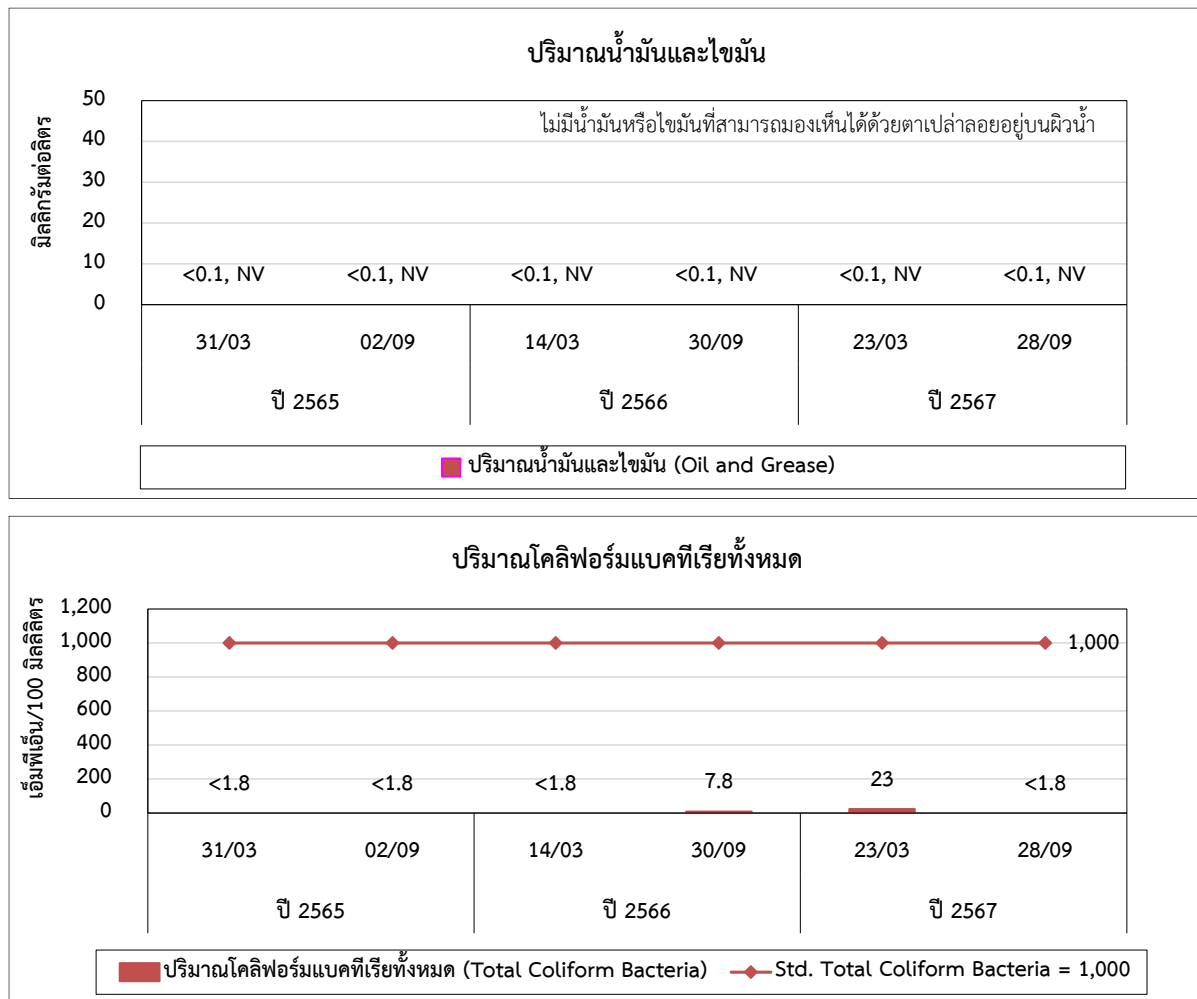 ปริมาณน้ำมันและไขมัน
มิลลิกรัมต่อลิตร
50
ไม่มีน้ำมันหรือไขมันที่สามารถมองเห็นได้ด้วยตาเปล่าลอยอยู่บนผิวน้ำ
40
30
20
10
<0.1, NV <0.1, NV <0.1, NV <0.1, NV <0.1, NV <0.1, NV
0
31/03 02/09 14/03 30/09 23/03 28/09
ปี 2565 ปี 2566 ปี 2567
ปริมาณน้ำมันและไขมัน (Oil and Grease)
ปริมาณโคลิฟอร์มแบคทีเรียทั้งหมด
เอ็มพีเอ็น/100 มิลลิลิตร
1,200
1,000 1,000
800
600
400
200
<1.8 <1.8 <1.8 7.8 23 <1.8
0
31/03 02/09 14/03 30/09 23/03 28/09
ปี 2565 ปี 2566 ปี 2567
ปริมาณโคลิฟอร์มแบคทีเรียทั้งหมด (Total Coliform Bacteria) Std. Total Coliform Bacteria = 1,000